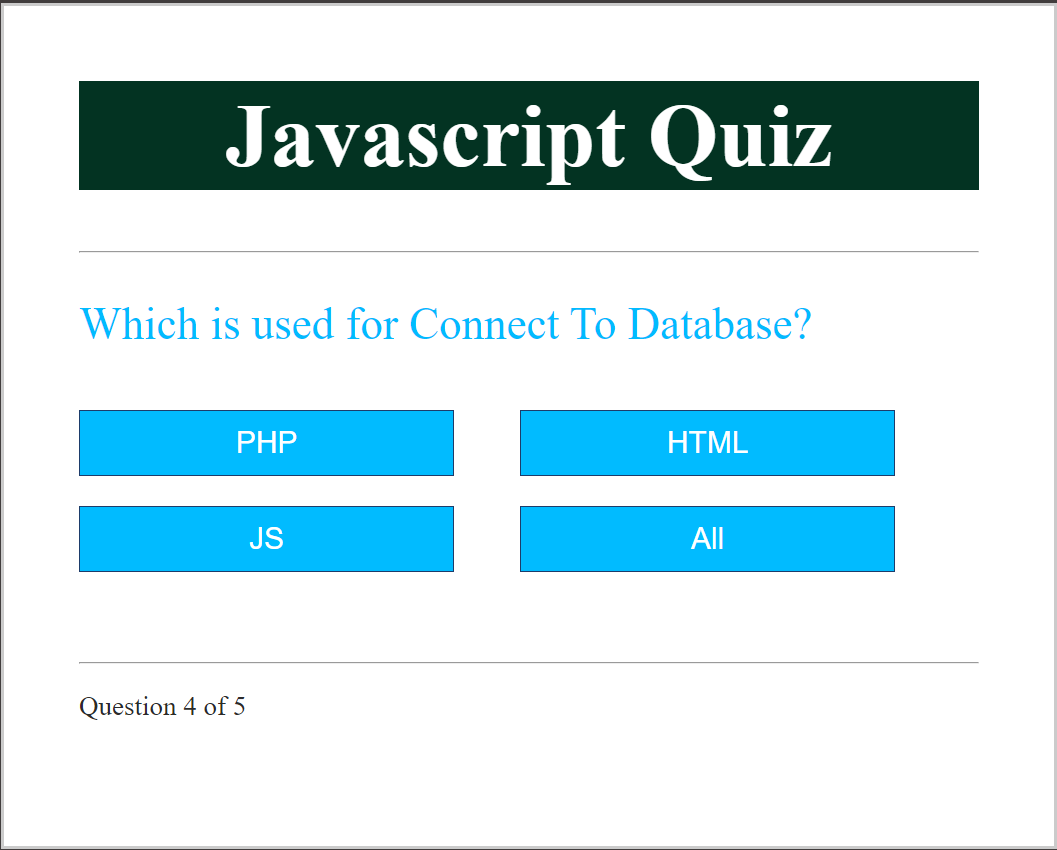 Javascript Quiz
Which is used for Connect To Database?
PHP
HTML
JS
All
Question 4 of 5